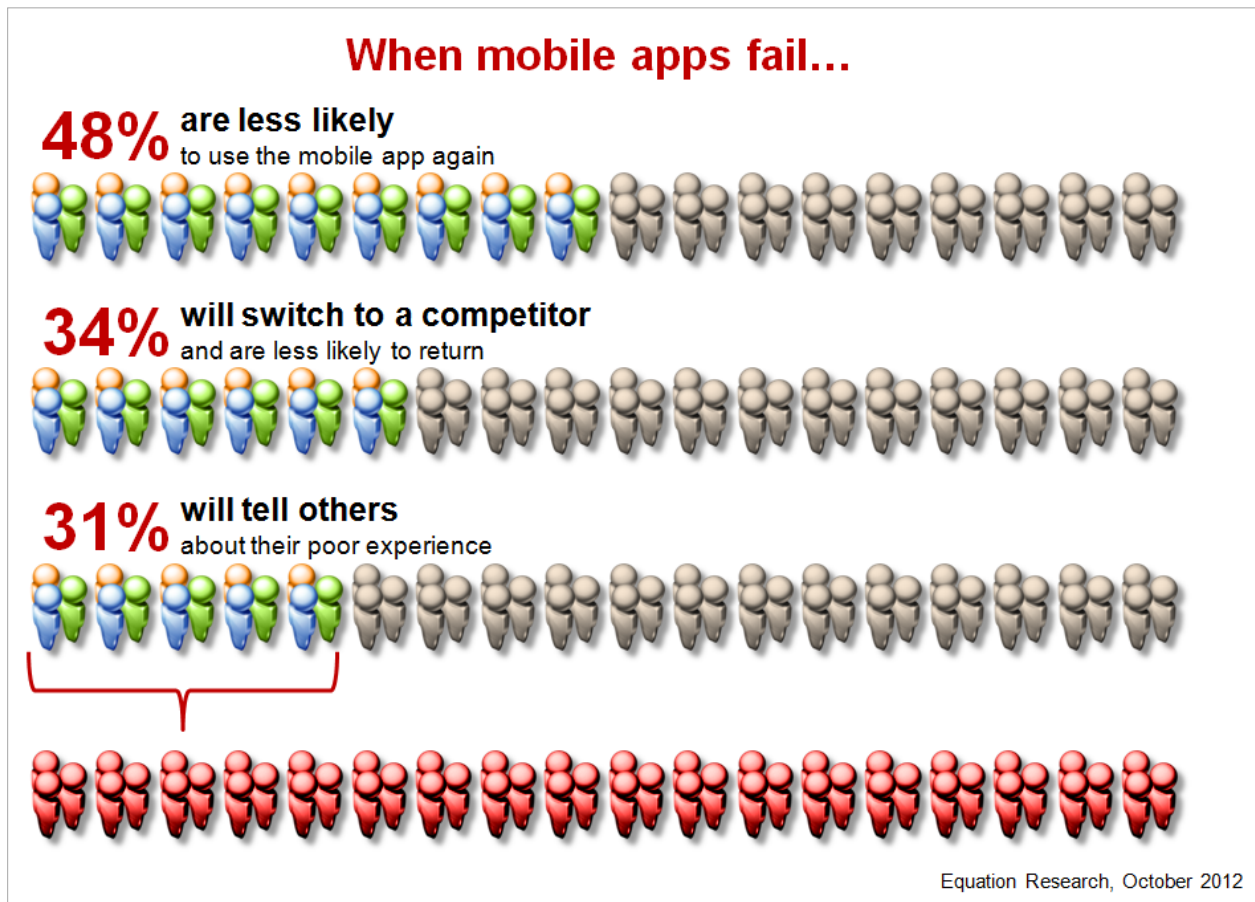 When mobile apps fail...
48% are less likely
to use the mobile app again
34% will switch to a competitor
and are less likely to return
31% will tell others
about their poor experience
Equation Research, October 2012